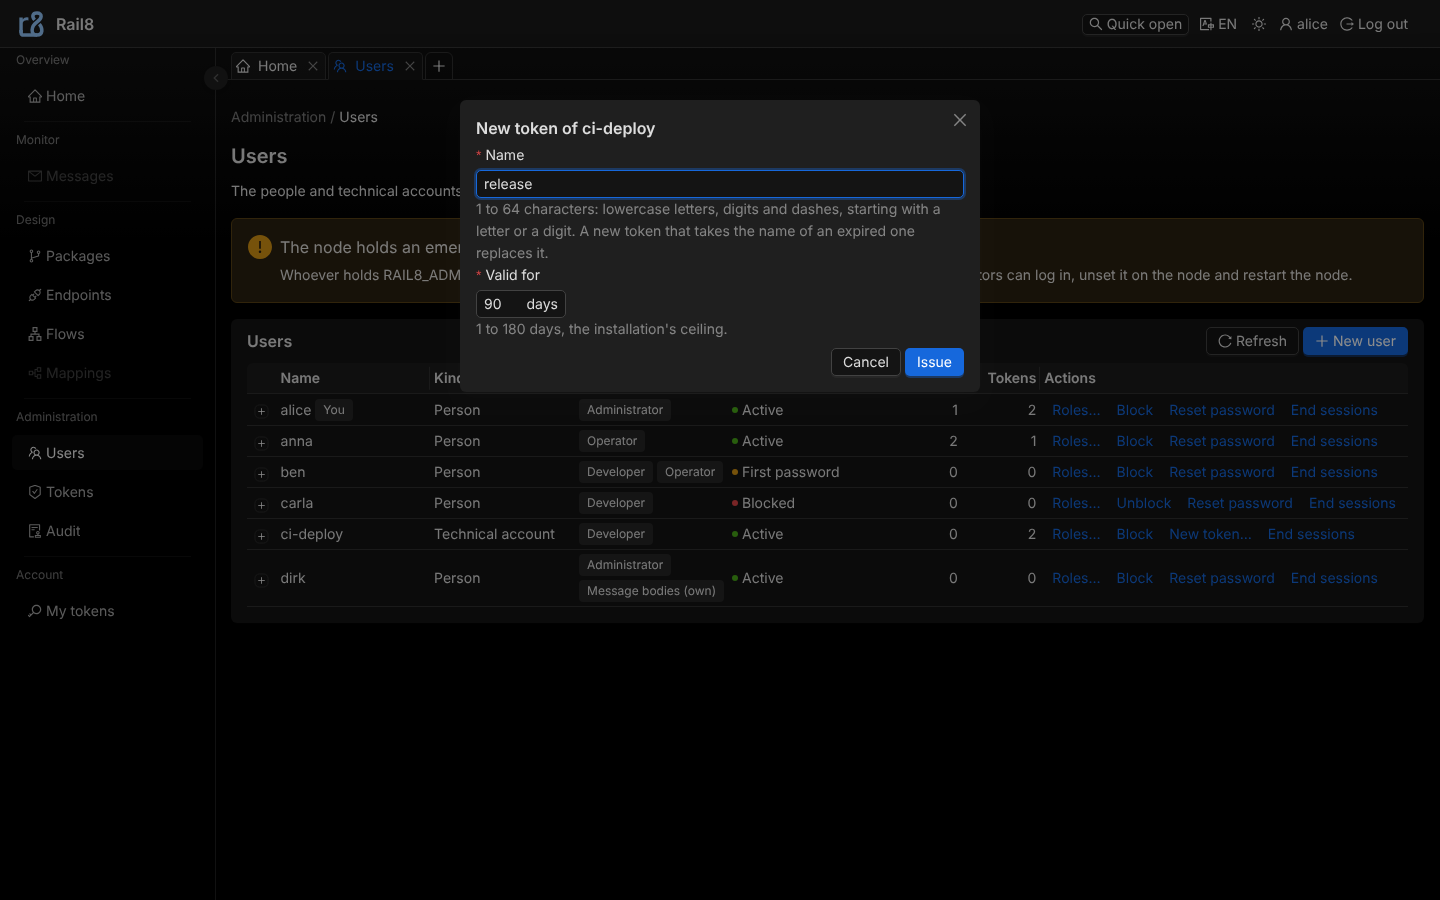 Rail8
Quick open
EN
alice
Log out
Overview
Home
Monitor
Messages
Design
Packages
Endpoints
Flows
Mappings
Administration
Users
Tokens
Audit
Account
My tokens
Home
Users
Administration / Users
Users
The people and technical accounts
The node holds an
Whoever holds
tors can log in, unset it on the node and restart the node.
New token of ci-deploy
* Name
release
1 to 64 characters: lowercase letters, digits and dashes, starting with a
letter or a digit. A new token that takes the name of an expired one
replaces it.
* Valid for
90 days
1 to 180 days, the installation's ceiling.
Cancel
Issue
Users
Refresh
New user
Name Tokens Actions
alice You Person Administrator Active 1 2 Roles... Block Reset password End sessions
anna Person Operator Active 2 1 Roles... Block Reset password End sessions
ben Person Developer Operator First password 0 0 Roles... Block Reset password End sessions
carla Person Developer Blocked 0 0 Roles... Unblock Reset password End sessions
ci-deploy Technical account Developer Active 0 2 Roles... Block New token... End sessions
dirk Person Administrator Message bodies (own) Active 0 0 Roles... Block Reset password End sessions